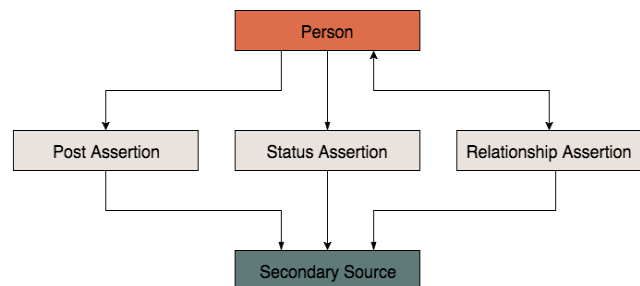 Person
Post Assertion
Status Assertion
Relationship Assertion
Secondary Source